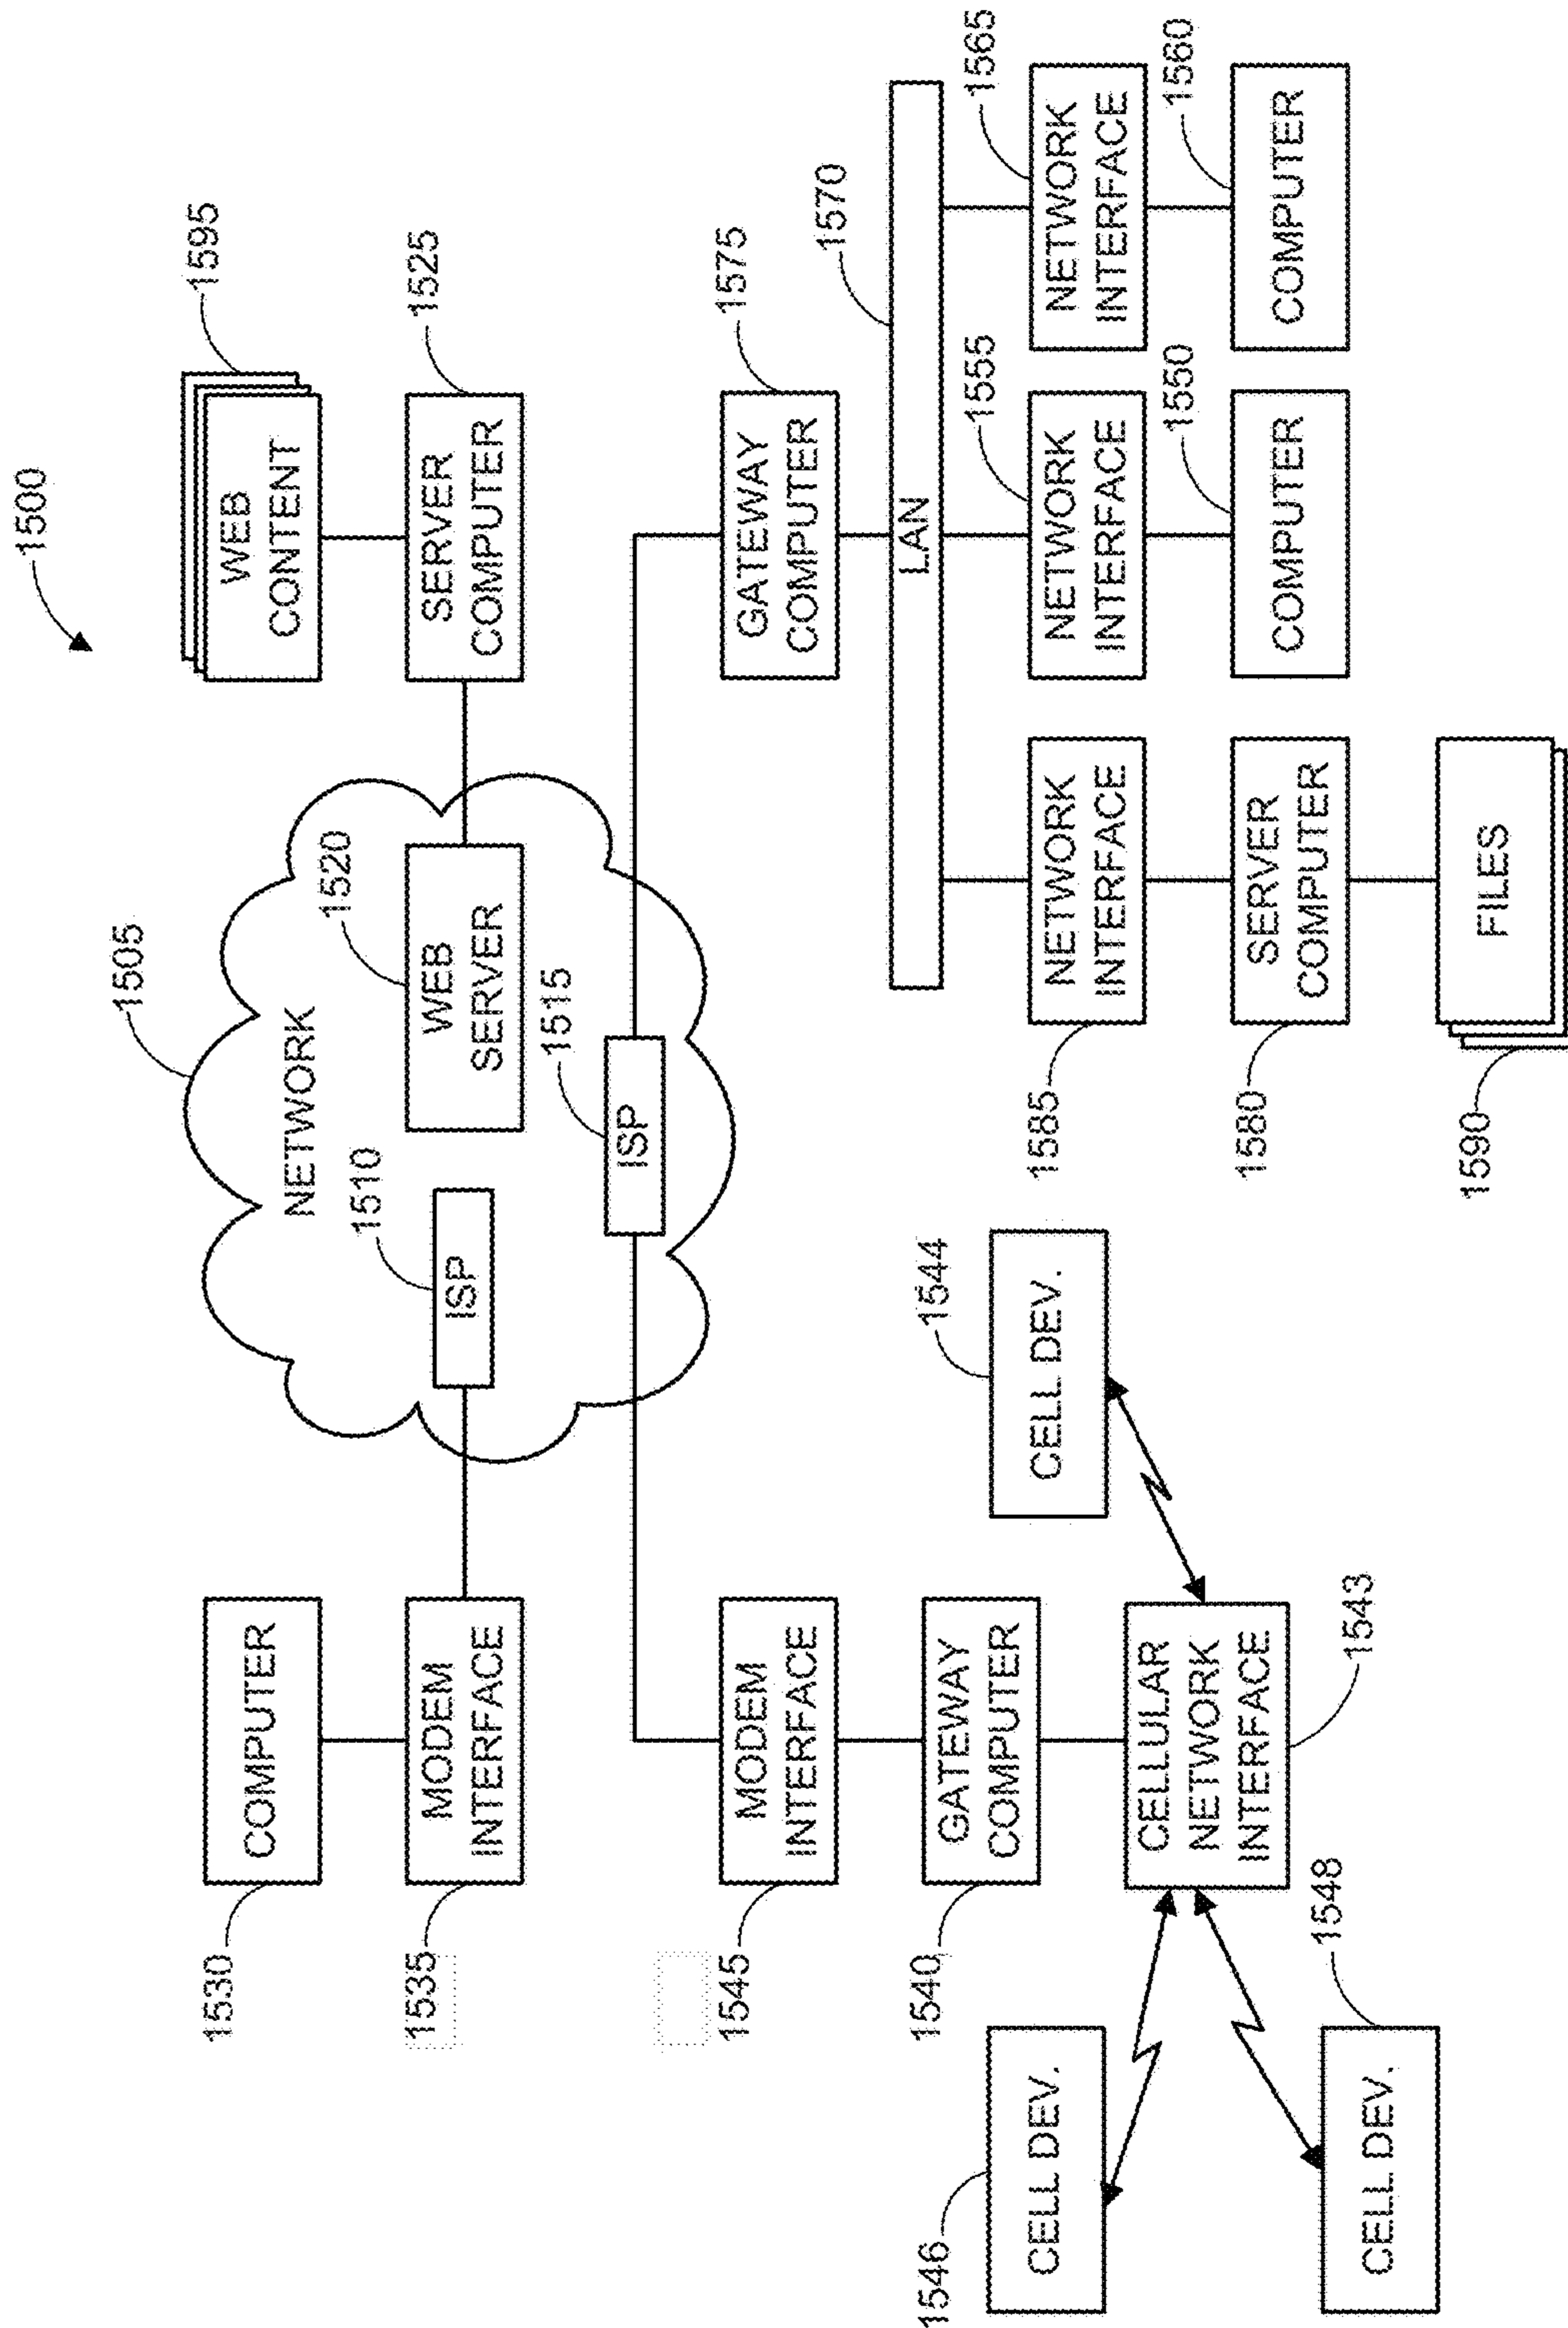 1500
1505
NETWORK
1530
COMPUTER
WEB
CONTENT
1595
1535
MODEM
INTERFACE
1510
ISP
1520
WEB
SERVER
SERVER
COMPUTER
1525
1515
ISP
1545
MODEM
INTERFACE
GATEWAY
COMPUTER
1575
1540
GATEWAY
COMPUTER
LAN
1570
1546
CELL DEV.
1544
CELL DEV.
CELLULAR
NETWORK
INTERFACE
1543
1585
NETWORK
INTERFACE
NETWORK
INTERFACE
1555
NETWORK
INTERFACE
1565
1580
SERVER
COMPUTER
COMPUTER
1550
COMPUTER
1560
CELL DEV.
1548
1590
FILES